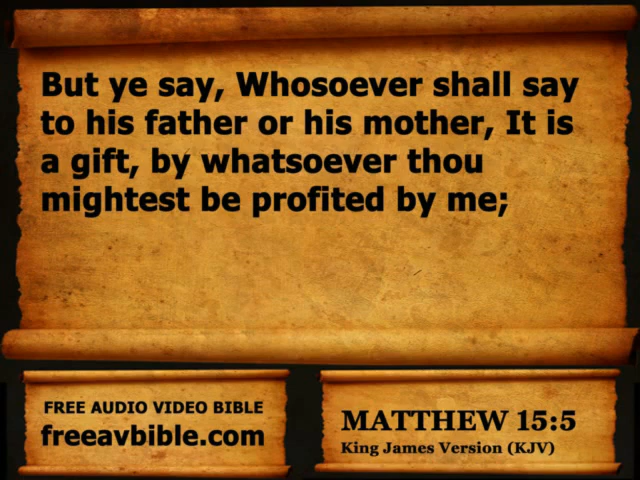 But ye say, Whosoever shall say
to his father or his mother, It is
a gift, by whatsoever thou
mightest be profited by me;
FREE AUDIO VIDEO BIBLE
freeavbible.com
MATTHEW 15:5
King James Version (KJV)